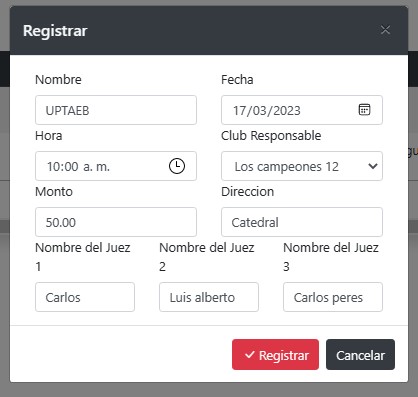 Registrar ×
Nombre Fecha
UPTAEB 17/03/2023
Hora Club Responsable
10:00 a. m. Los campeones 12
Monto Direccion
50.00 Catedral
Nombre del Juez 1 Nombre del Juez 2 Nombre del Juez 3
Carlos Luis alberto Carlos peres
Registrar Cancelar